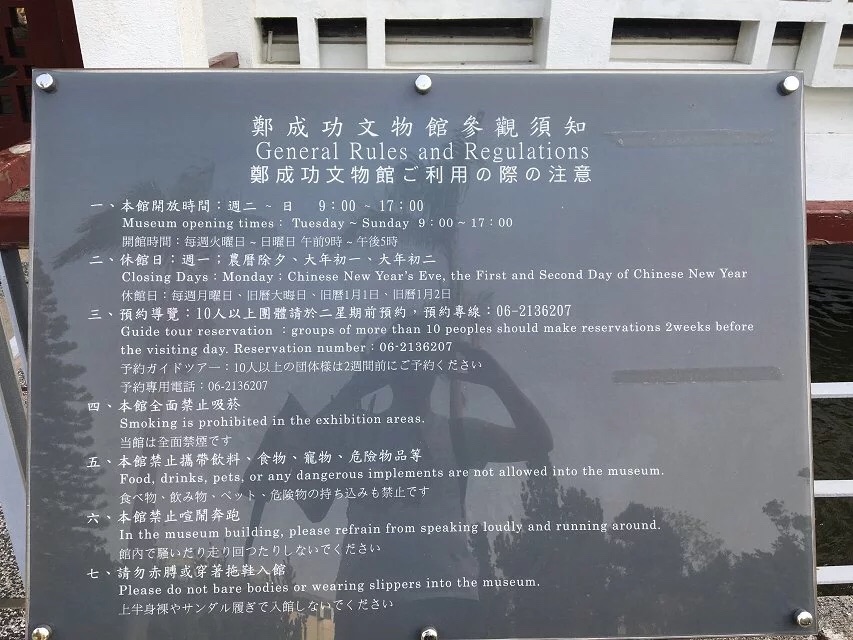 鄭成功文物館參觀須知
General Rules and Regulations
鄭成功文物館ご利用の際の注意
一、本館開放時間：週二 ~ 日 9：00 ~ 17：00
Museum opening times： Tuesday ~ Sunday 9：00 ~ 17：00
開館時間：每週火曜日 ~ 日曜日 午前9時 ~ 午後5時
二、休館日：週一；農曆除夕、大年初一、大年初二
Closing Days：Monday；Chinese New Year's Eve, the First and Second Day of Chinese New Year
休館日：每週月曜日、旧曆大晦日、旧曆1月1日、旧曆1月2日
三、預約導覽：10人以上團體請於二星期前預約，預約專線：06-2136207
Guide tour reservation ：groups of more than 10 peoples should make reservations 2weeks before
the visiting day. Reservation number：06-2136207
予約ガイドツアー：10人以上の団体様は2週間前にご予約ください
予約専用電話：06-2136207
四、本館全面禁止吸菸
Smoking is prohibited in the exhibition areas.
当館は全面禁煙です
五、本館禁止攜帶飲料、食物、寵物、危險物品等
Food, drinks, pets, or any dangerous implements are not allowed into the museum.
食べ物、飲み物、ペット、危険物の持ち込みも禁止です
六、本館禁止喧鬧奔跑
In the museum building, please refrain from speaking loudly and running around.
館內で騒いだり走り回つたりしないでください
七、請勿赤膊或穿著拖鞋入館
Please do not bare bodies or wearing slippers into the museum.
上半身裸やサンダル履ぎで入館しないでください